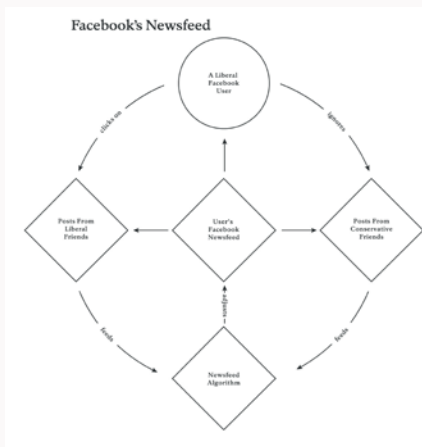 Facebook's Newsfeed
A Liberal
Facebook
User
clicks on
ignores
Posts From
Liberal
Friends
User's
Facebook
Newsfeed
Posts From
Conservative
Friends
adjusts
feeds
feeds
Newsfeed
Algorithm